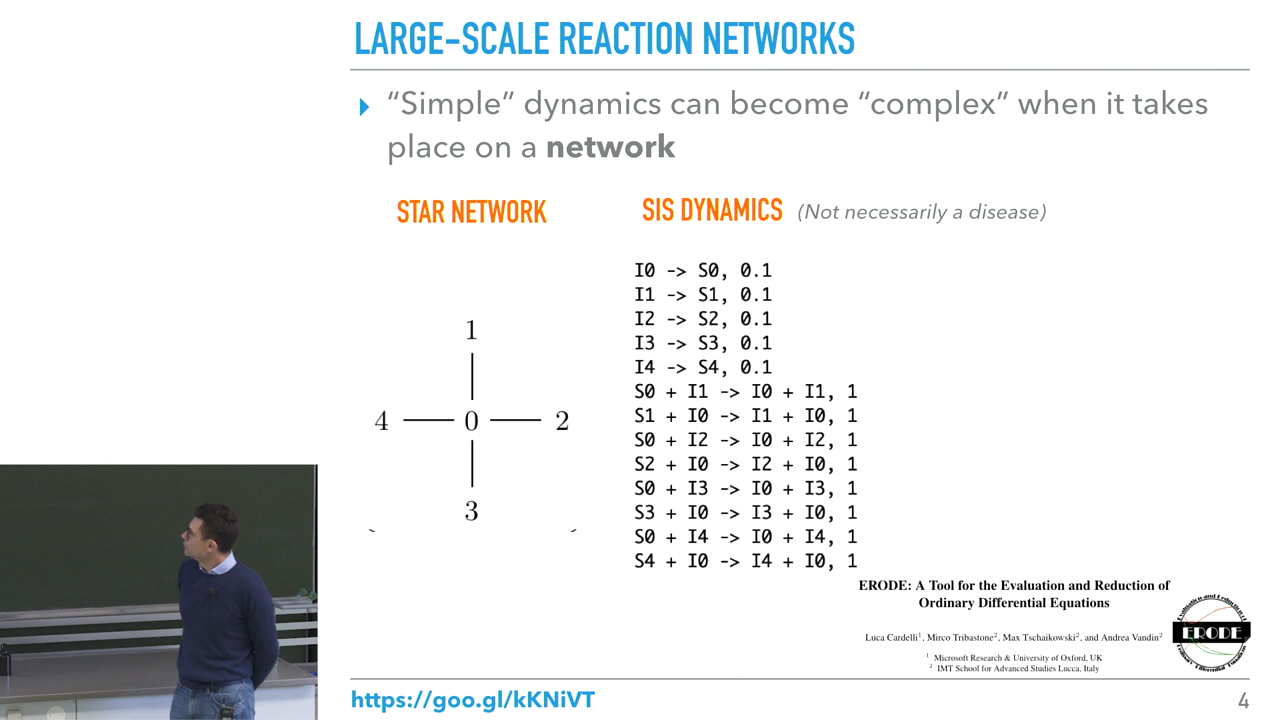 LARGE-SCALE REACTION NETWORKS
“Simple” dynamics can become “complex” when it takes
place on a network
STAR NETWORK
SIS DYNAMICS (Not necessarily a disease)
1
4 0 2
3
I0 -> S0, 0.1
I1 -> S1, 0.1
I2 -> S2, 0.1
I3 -> S3, 0.1
I4 -> S4, 0.1
S0 + I1 -> I0 + I1, 1
S1 + I0 -> I1 + I0, 1
S0 + I2 -> I0 + I2, 1
S2 + I0 -> I2 + I0, 1
S0 + I3 -> I0 + I3, 1
S3 + I0 -> I3 + I0, 1
S0 + I4 -> I0 + I4, 1
S4 + I0 -> I4 + I0, 1
ERODE: A Tool for the Evaluation and Reduction of
Ordinary Differential Equations
Luca Cardelli1, Mirco Tribastone2, Max Tschaikowski2, and Andrea Vandin2
1 Microsoft Research & University of Oxford, UK
2 IMT School for Advanced Studies Lucca, Italy
ERODE
https://goo.gl/kKNiVT
4